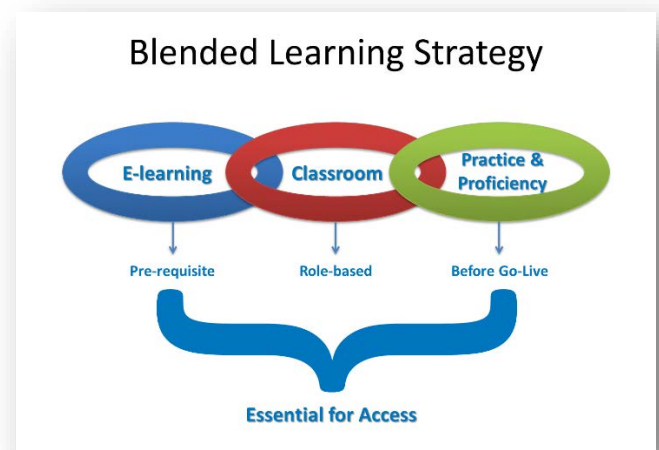 Blended Learning Strategy
E-learning
Classroom
Practice &
Proficiency
Pre-requisite
Role-based
Before Go-Live
Essential for Access